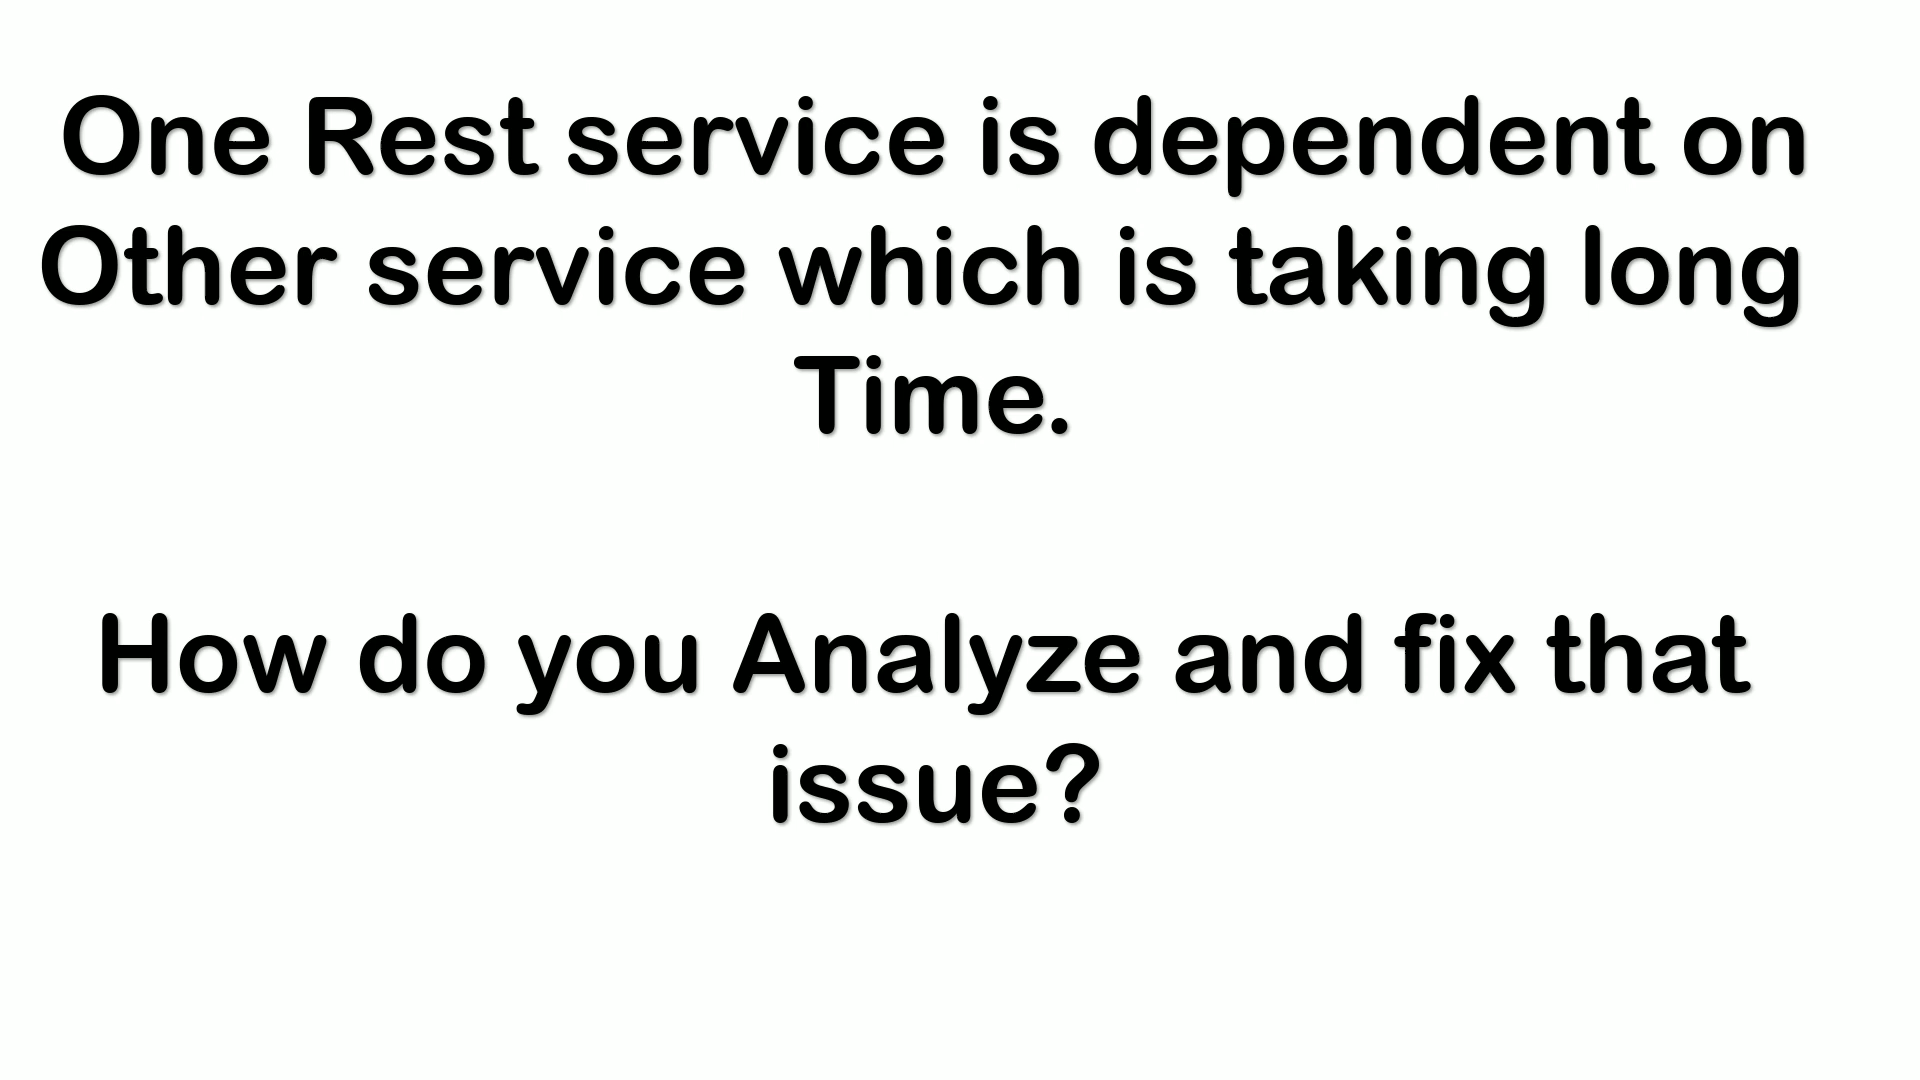 One Rest service is dependent on
Other service which is taking long
Time.
How do you Analyze and fix that
issue?